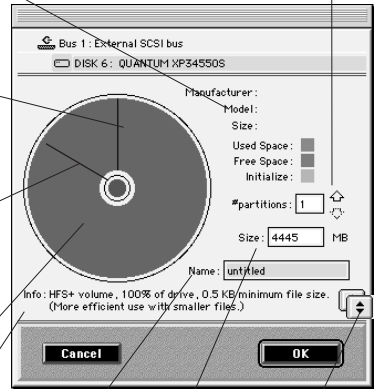 Bus 1 : External SCSI bus
DISK 6: QUANTUM XP34550S
Manufacturer :
Model :
Size :
Used Space :
Free Space :
Initialize :
#partitions : 1
Size : 4445 MB
Name : untitled
Info: HFS+ volume, 100% of drive, 0.5 KB minimum file size.
(More efficient use with smaller files.)
Cancel
OK